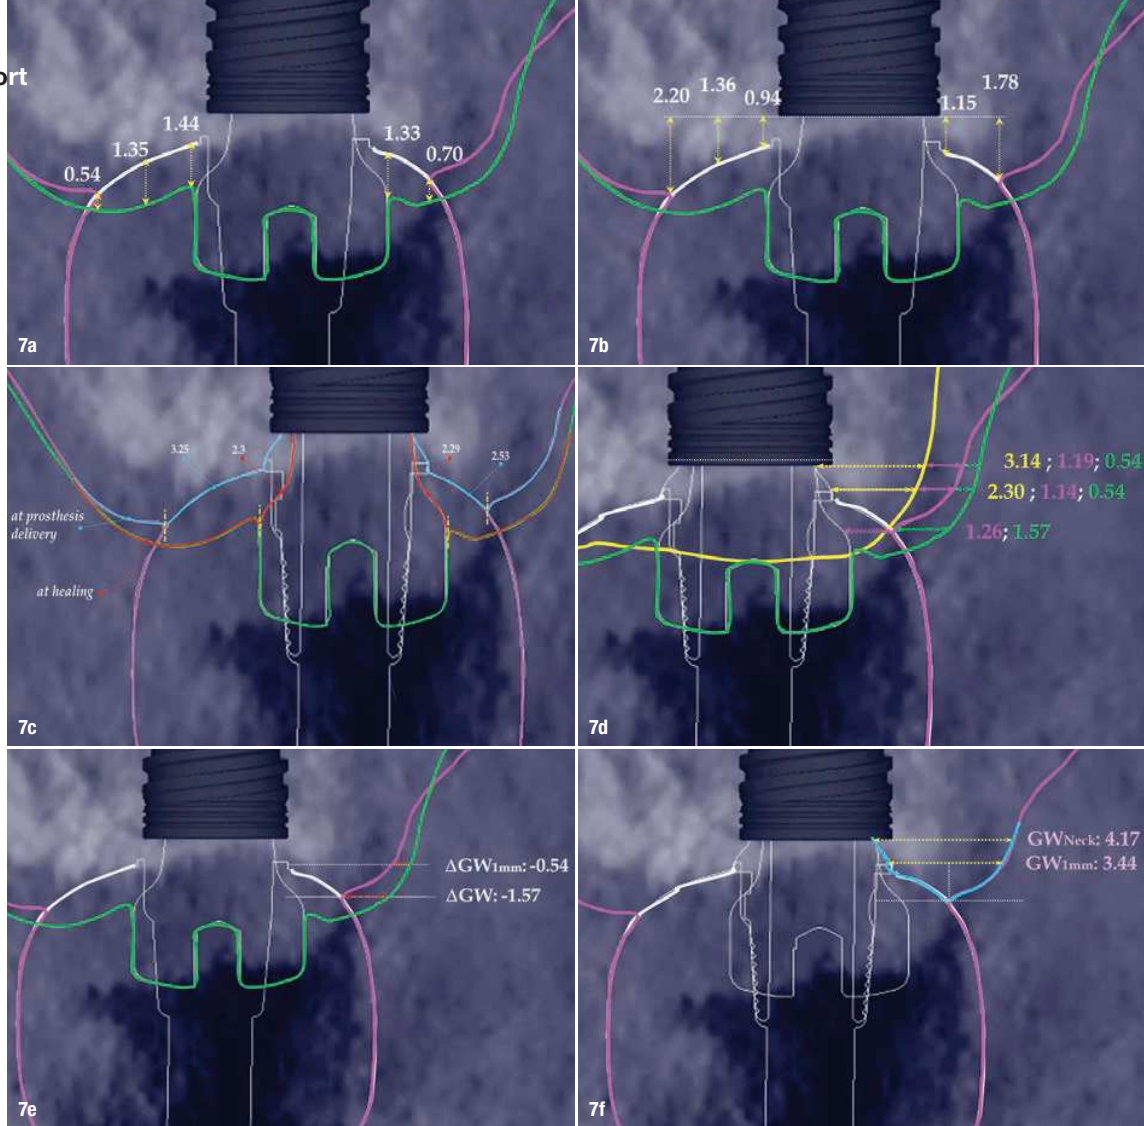 ort
0.54
1.35
1.44
1.33
0.70
7a
2.20
1.36
0.94
1.15
1.78
7b
3.25
2.3
2.29
2.53
at prosthesis
delivery
at healing
7c
3.14 ; 1.19; 0.54
2.30 ; 1.14; 0.54
1.26; 1.57
7d
ΔGW1mm: -0.54
ΔGW: -1.57
7e
GWNeck: 4.17
GW1mm: 3.44
7f